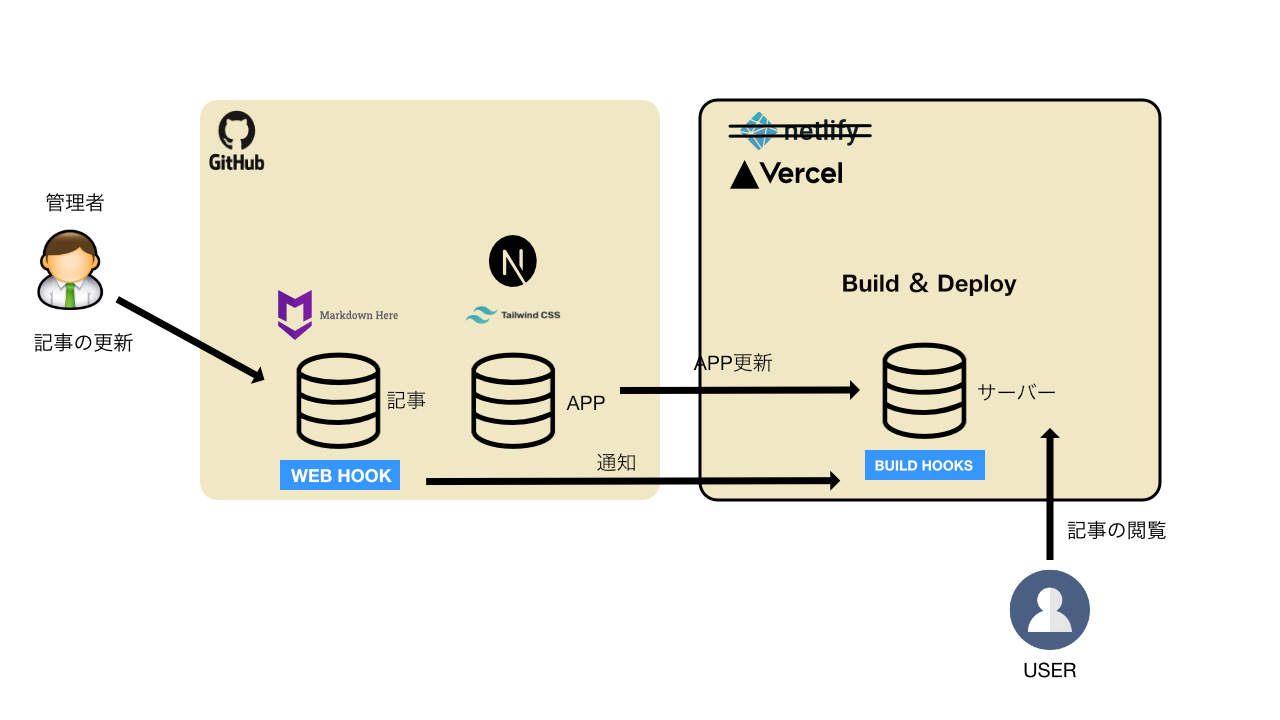 GitHub
netlify
Vercel
管理者
記事の更新
Markdown Here
Tailwind CSS
記事
APP
WEB HOOK
APP更新
通知
Build & Deploy
サーバー
BUILD HOOKS
記事の閲覧
USER